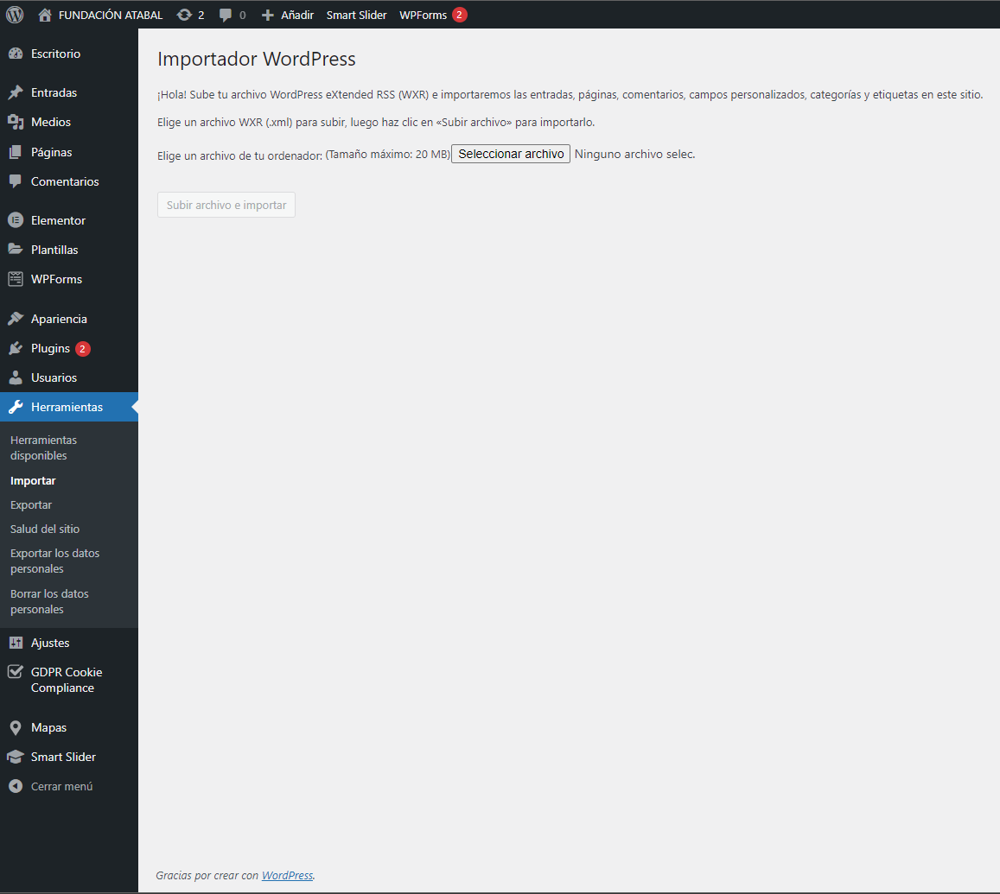 FUNDACIÓN ATABAL 2 0 Añadir Smart Slider WPForms 2
Escritorio
Entradas
Medios
Páginas
Comentarios
Elementor
Plantillas
WPForms
Apariencia
Plugins 2
Usuarios
Herramientas
Herramientas
disponibles
Importar
Exportar
Salud del sitio
Exportar los datos
personales
Borrar los datos
personales
Ajustes
GDPR Cookie
Compliance
Mapas
Smart Slider
Cerrar menú
Importador WordPress
¡Hola! Sube tu archivo WordPress eXtended RSS (WXR) e importaremos las entradas, páginas, comentarios, campos personalizados, categorías y etiquetas en este sitio.
Elige un archivo WXR (.xml) para subir, luego haz clic en «Subir archivo» para importarlo.
Elige un archivo de tu ordenador: (Tamaño máximo: 20 MB) Seleccionar archivo Ninguno archivo selec.
Subir archivo e importar
Gracias por crear con WordPress.